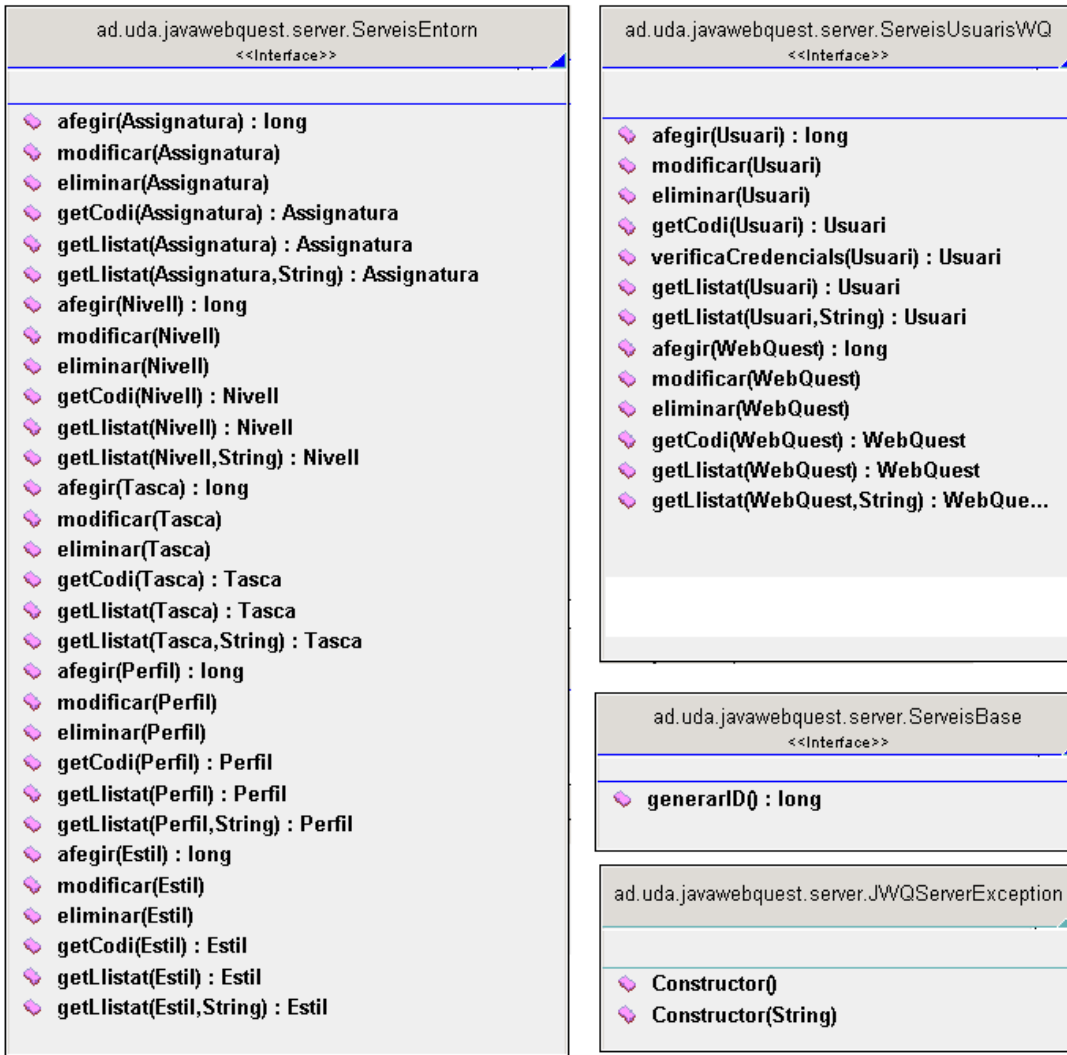 ad.uda.javawebquest.server.ServeisEntorn
<<Interface>>
afegir(Assignatura) : long
modificar(Assignatura)
eliminar(Assignatura)
getCodi(Assignatura) : Assignatura
getLlistat(Assignatura) : Assignatura
getLlistat(Assignatura,String) : Assignatura
afegir(Nivell) : long
modificar(Nivell)
eliminar(Nivell)
getCodi(Nivell) : Nivell
getLlistat(Nivell) : Nivell
getLlistat(Nivell,String) : Nivell
afegir(Tasca) : long
modificar(Tasca)
eliminar(Tasca)
getCodi(Tasca) : Tasca
getLlistat(Tasca) : Tasca
getLlistat(Tasca,String) : Tasca
afegir(Perfil) : long
modificar(Perfil)
eliminar(Perfil)
getCodi(Perfil) : Perfil
getLlistat(Perfil) : Perfil
getLlistat(Perfil,String) : Perfil
afegir(Estil) : long
modificar(Estil)
eliminar(Estil)
getCodi(Estil) : Estil
getLlistat(Estil) : Estil
getLlistat(Estil,String) : Estil
ad.uda.javawebquest.server.ServeisUsuarisWQ
<<Interface>>
afegir(Usuari) : long
modificar(Usuari)
eliminar(Usuari)
getCodi(Usuari) : Usuari
verificaCredencials(Usuari) : Usuari
getLlistat(Usuari) : Usuari
getLlistat(Usuari,String) : Usuari
afegir(WebQuest) : long
modificar(WebQuest)
eliminar(WebQuest)
getCodi(WebQuest) : WebQuest
getLlistat(WebQuest) : WebQuest
getLlistat(WebQuest,String) : WebQue...
ad.uda.javawebquest.server.ServeisBase
<<Interface>>
generarID() : long
ad.uda.javawebquest.server.JWQServerException
Constructor()
Constructor(String)